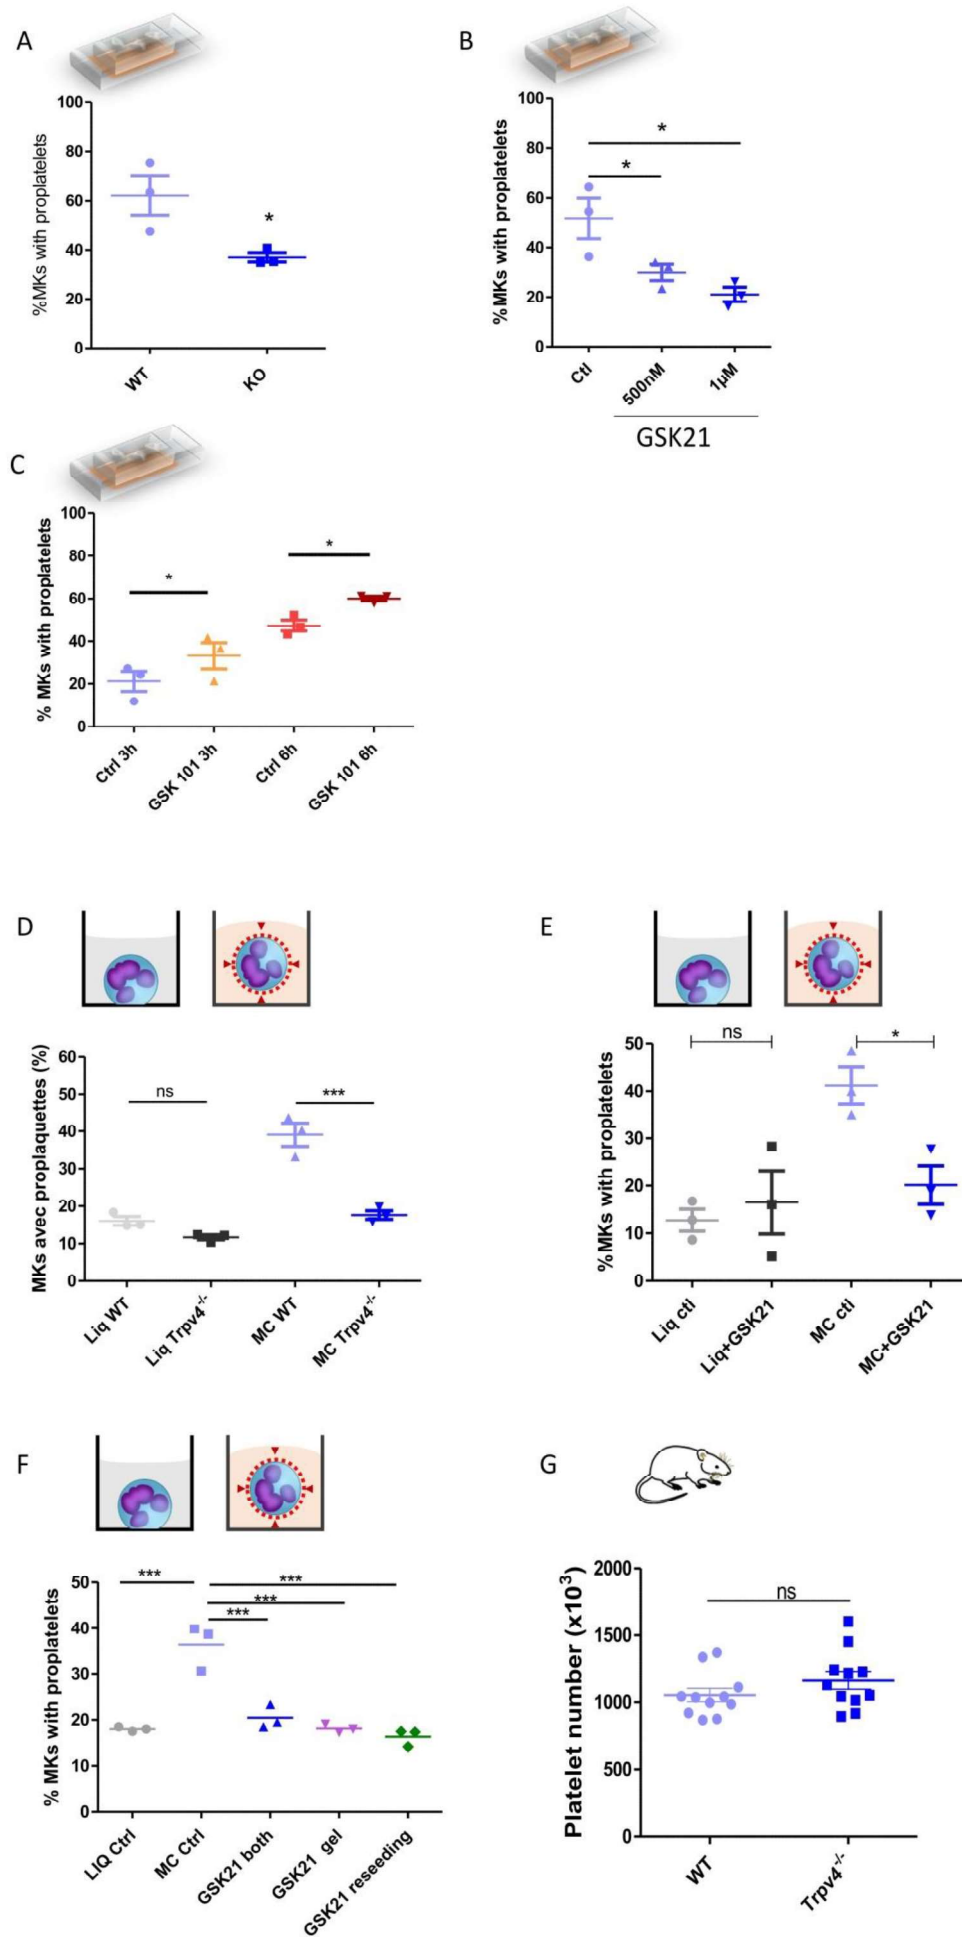 A
100
80
60
40
20
0
%MKs with proplatelets
*
WT
KO
B
100
80
60
40
20
0
%MKs with proplatelets
*
*
Ctl
500nM
1µM
GSK21
C
100
80
60
40
20
0
% MKs with proplatelets
*
*
Ctrl 3h
GSK 101 3h
Ctrl 6h
GSK 101 6h
D
60
50
40
30
20
10
0
MKs avec proplaquettes (%)
ns
***
Liq WT
Liq Trpv4-/-
MC WT
MC Trpv4-/-
E
50
40
30
20
10
0
%MKs with proplatelets
ns
*
Liq ctl
Liq+GSK21
MC ctl
MC+GSK21
F
50
40
30
20
10
0
% MKs with proplatelets
***
***
***
***
LIQ Ctrl
MC Ctrl
GSK21 both
GSK21 gel
GSK21 reseeding
G
2000
1500
1000
500
0
Platelet number (x10³)
ns
WT
Trpv4-/-